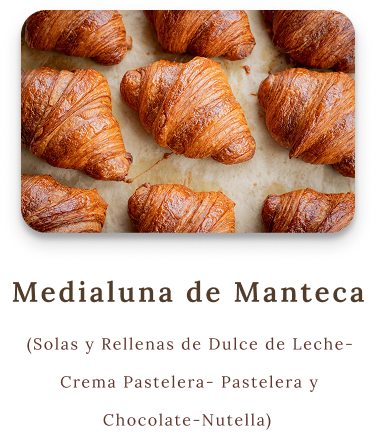 Medialuna de Manteca
(Solas y Rellenas de Dulce de Leche-
Crema Pastelera- Pastelera y
Chocolate-Nutella)